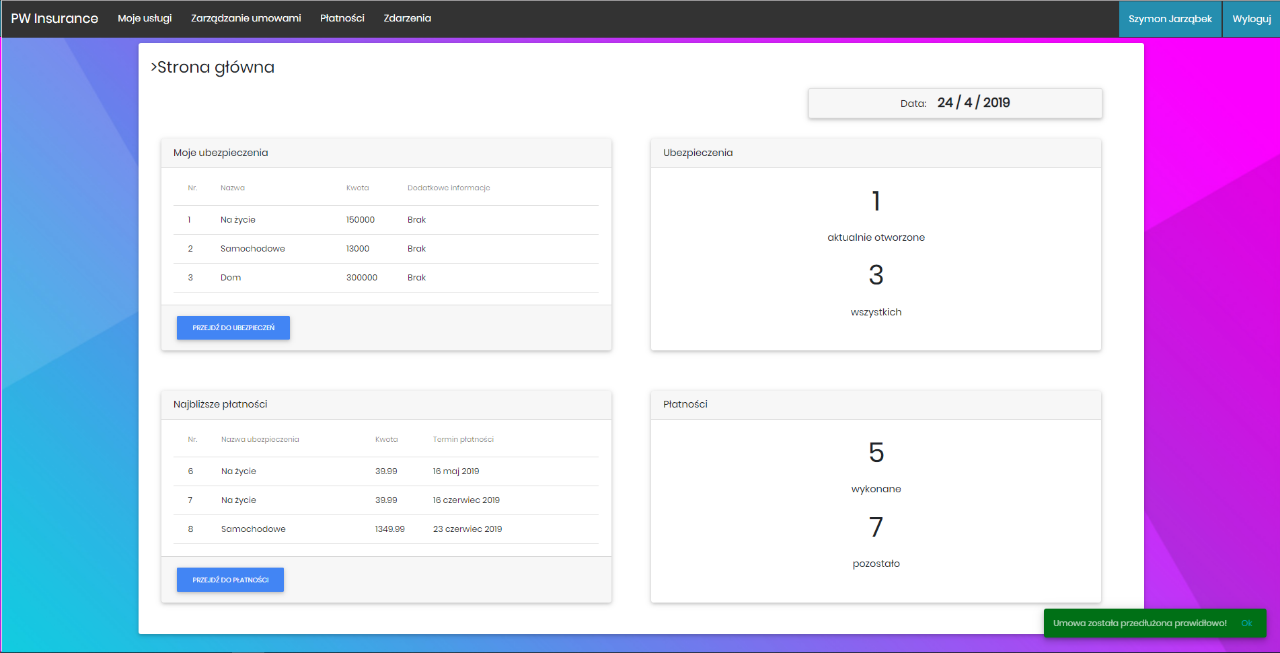 PW Insurance Moje usługi Zarządzanie umowami Płatności Zdarzenia Szymon Jarząbek Wyloguj
>Strona główna
Data: 24 / 4 / 2019
Moje ubezpieczenia
Nr. Nazwa Kwota Dodatkowe informacje
1 Na życie 150000 Brak
2 Samochodowe 13000 Brak
3 Dom 300000 Brak
PRZEJDŹ DO UBEZPIECZEŃ
Ubezpieczenia
1
aktualnie otworzone
3
wszystkich
Najbliższe płatności
Nr. Nazwa ubezpieczenia Kwota Termin płatności
6 Na życie 39.99 16 maj 2019
7 Na życie 39.99 16 czerwiec 2019
8 Samochodowe 1349.99 23 czerwiec 2019
PRZEJDŹ DO PŁATNOŚCI
Płatności
5
wykonane
7
pozostało
Umowa została przedłużona prawidłowo! Ok